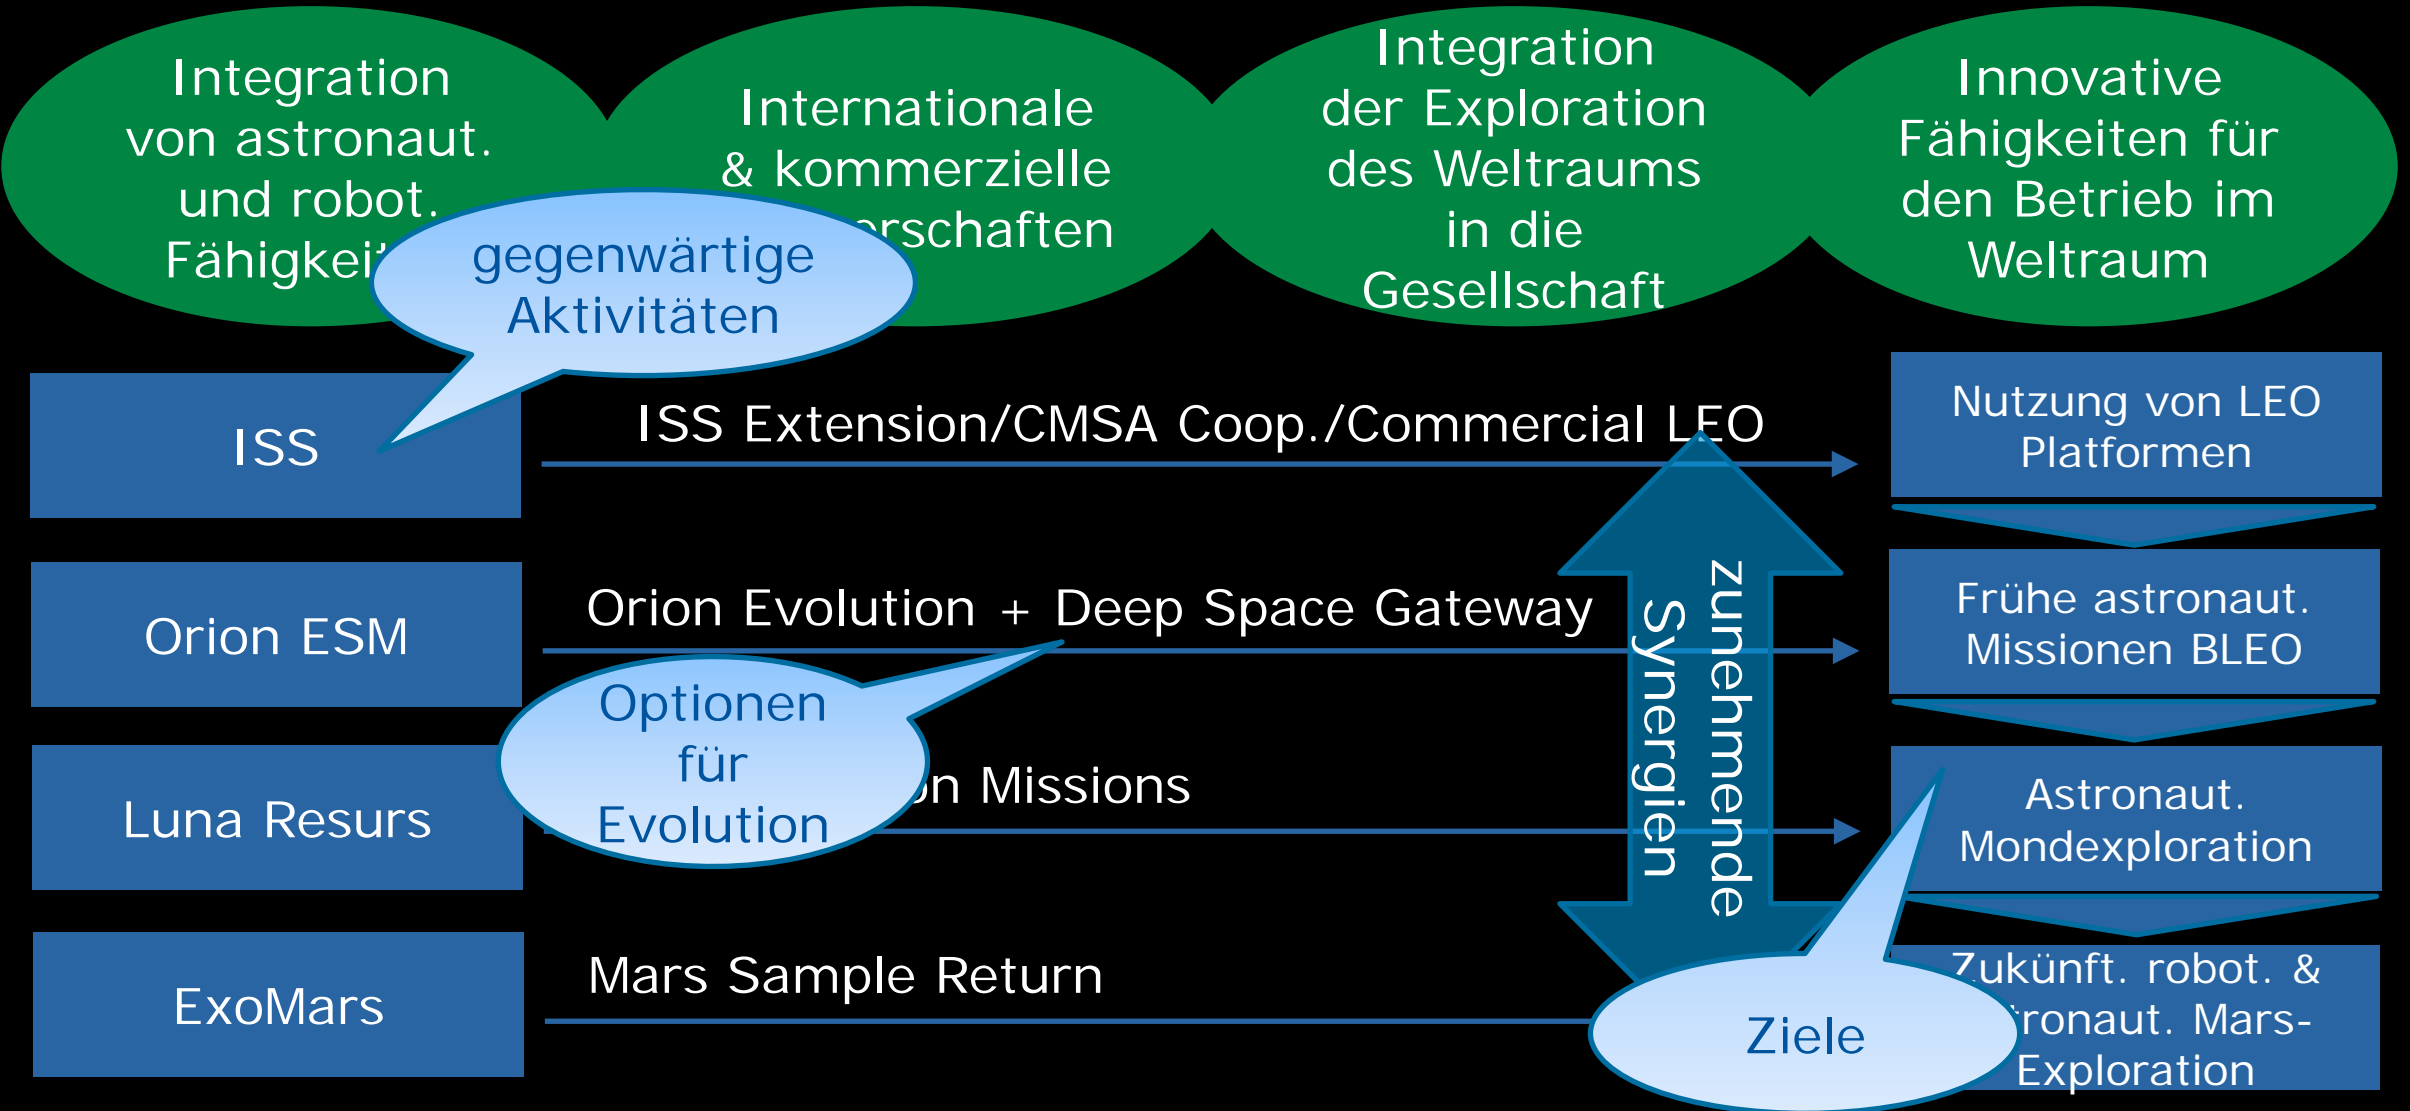 Integration
von astronaut.
und robot.
Internationale
& kommerzielle
Integration
der Exploration
des Weltraums
in die
Gesellschaft
Innovative
Fähigkeiten für
den Betrieb im
Weltraum
gegenwärtige
Aktivitäten
ISS
ISS Extension/CMSA Coop./Commercial LEO
Nutzung von LEO
Platformen
Orion ESM
Orion Evolution + Deep Space Gateway
Frühe astronaut.
Missionen BLEO
Optionen
für
Evolution
zunehmende
Synergien
Luna Resurs
Missions
Astronaut.
Mondexploration
ExoMars
Mars Sample Return
Ziele
Zukünft. robot. &
Mars-
Exploration